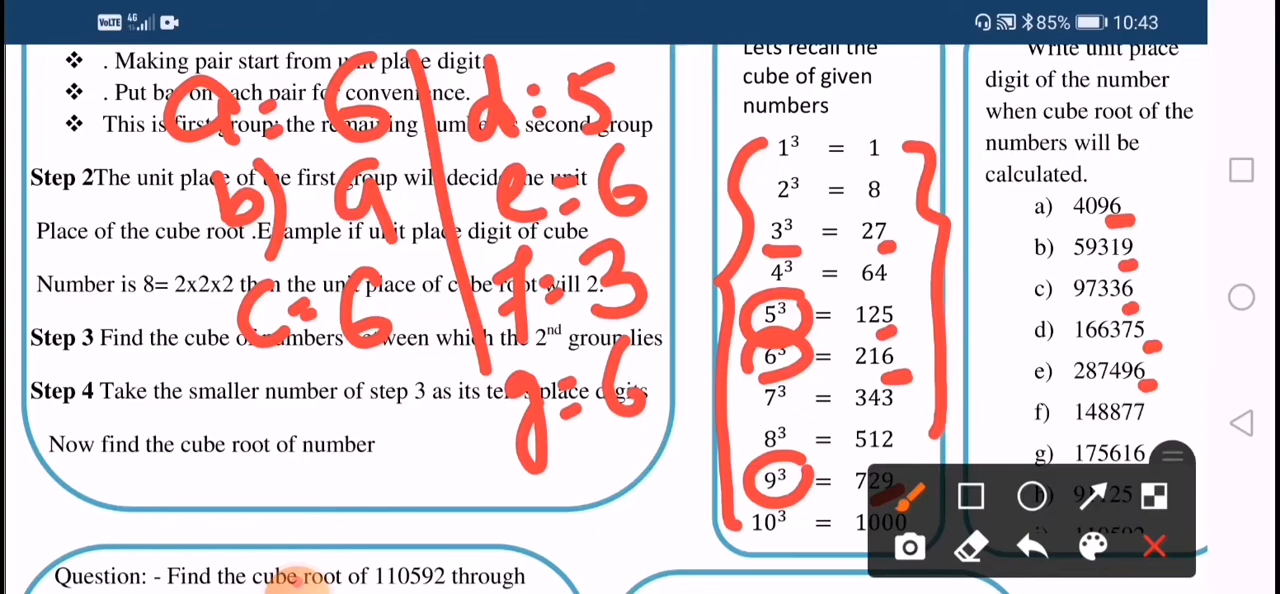 VoLTE 4G 85% 10:43
❖ . Making pair start from unit place digit.
❖ . Put bar on each pair for convenience.
❖ This is first group; the remaining number is second group
Step 2The unit place of the first group will decide the unit
Place of the cube root .Example if unit place digit of cube
Number is 8= 2x2x2 then the unit place of cube root will 2.
Step 3 Find the cube of numbers between which the 2nd group lies
Step 4 Take the smaller number of step 3 as its tens place digits
Now find the cube root of number
a = 6
b) 9
c = 6
d = 5
e = 6
f = 3
g = 6
Question: - Find the cube root of 110592 through
Lets recall the
cube of given
numbers
1³ = 1
2³ = 8
3³ = 27
4³ = 64
5³ = 125
6³ = 216
7³ = 343
8³ = 512
9³ = 729
10³ = 1000
Write unit place
digit of the number
when cube root of the
numbers will be
calculated.
a) 4096
b) 59319
c) 97336
d) 166375
e) 287496
f) 148877
g) 175616